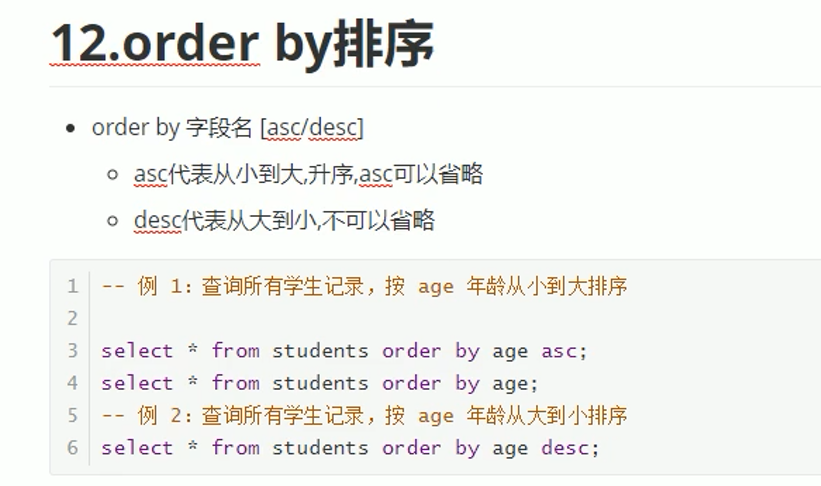 12.order by排序
order by 字段名 [asc/desc]
asc代表从小到大,升序,asc可以省略
desc代表从大到小,不可以省略
1 -- 例 1：查询所有学生记录，按 age 年龄从小到大排序
2
3 select * from students order by age asc;
4 select * from students order by age;
5 -- 例 2：查询所有学生记录，按 age 年龄从大到小排序
6 select * from students order by age desc;